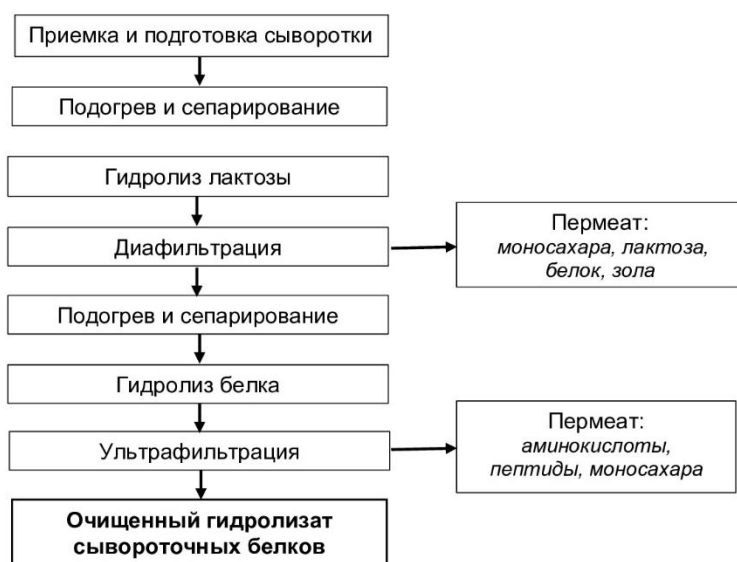 Приемка и подготовка сыворотки
Подогрев и сепарирование
Гидролиз лактозы
Диафильтрация
Пермеат:
моносахара, лактоза,
белок, зола
Подогрев и сепарирование
Гидролиз белка
Ультрафильтрация
Пермеат:
аминокислоты,
пептиды, моносахара
Очищенный гидролизат
сывороточных белков